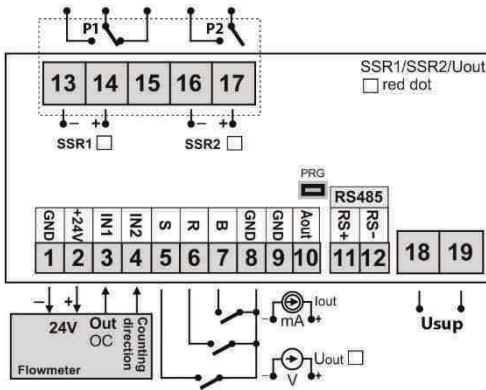 P1 P2
13 14 15 16 17
SSR1/SSR2/Uout
red dot
– + – +
SSR1 SSR2
PRG
RS485
GND +24V IN1 IN2 S R B GND GND Aout RS+ RS-
1 2 3 4 5 6 7 8 9 10 11 12 18 19
– +
24V Out OC Counting direction
Flowmeter
Iout
– mA +
Uout
– V +
Usup